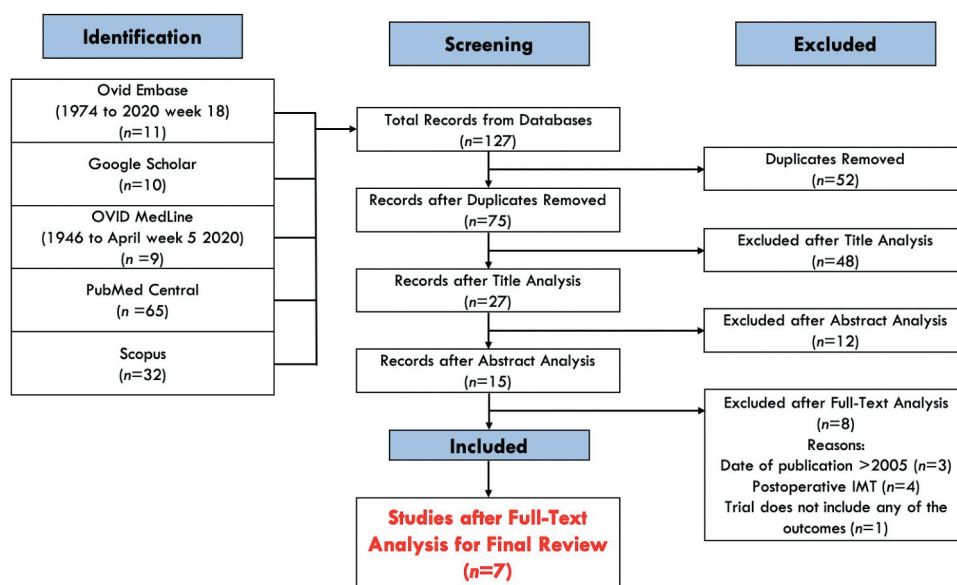 Identification
Ovid Embase
(1974 to 2020 week 18)
(n=11)
Google Scholar
(n=10)
OVID MedLine
(1946 to April week 5 2020)
(n =9)
PubMed Central
(n =65)
Scopus
(n=32)
Screening
Total Records from Databases
(n=127)
Records after Duplicates Removed
(n=75)
Records after Title Analysis
(n=27)
Records after Abstract Analysis
(n=15)
Included
Studies after Full-Text
Analysis for Final Review
(n=7)
Excluded
Duplicates Removed
(n=52)
Excluded after Title Analysis
(n=48)
Excluded after Abstract Analysis
(n=12)
Excluded after Full-Text Analysis
(n=8)
Reasons:
Date of publication >2005 (n=3)
Postoperative IMT (n=4)
Trial does not include any of the
outcomes (n=1)